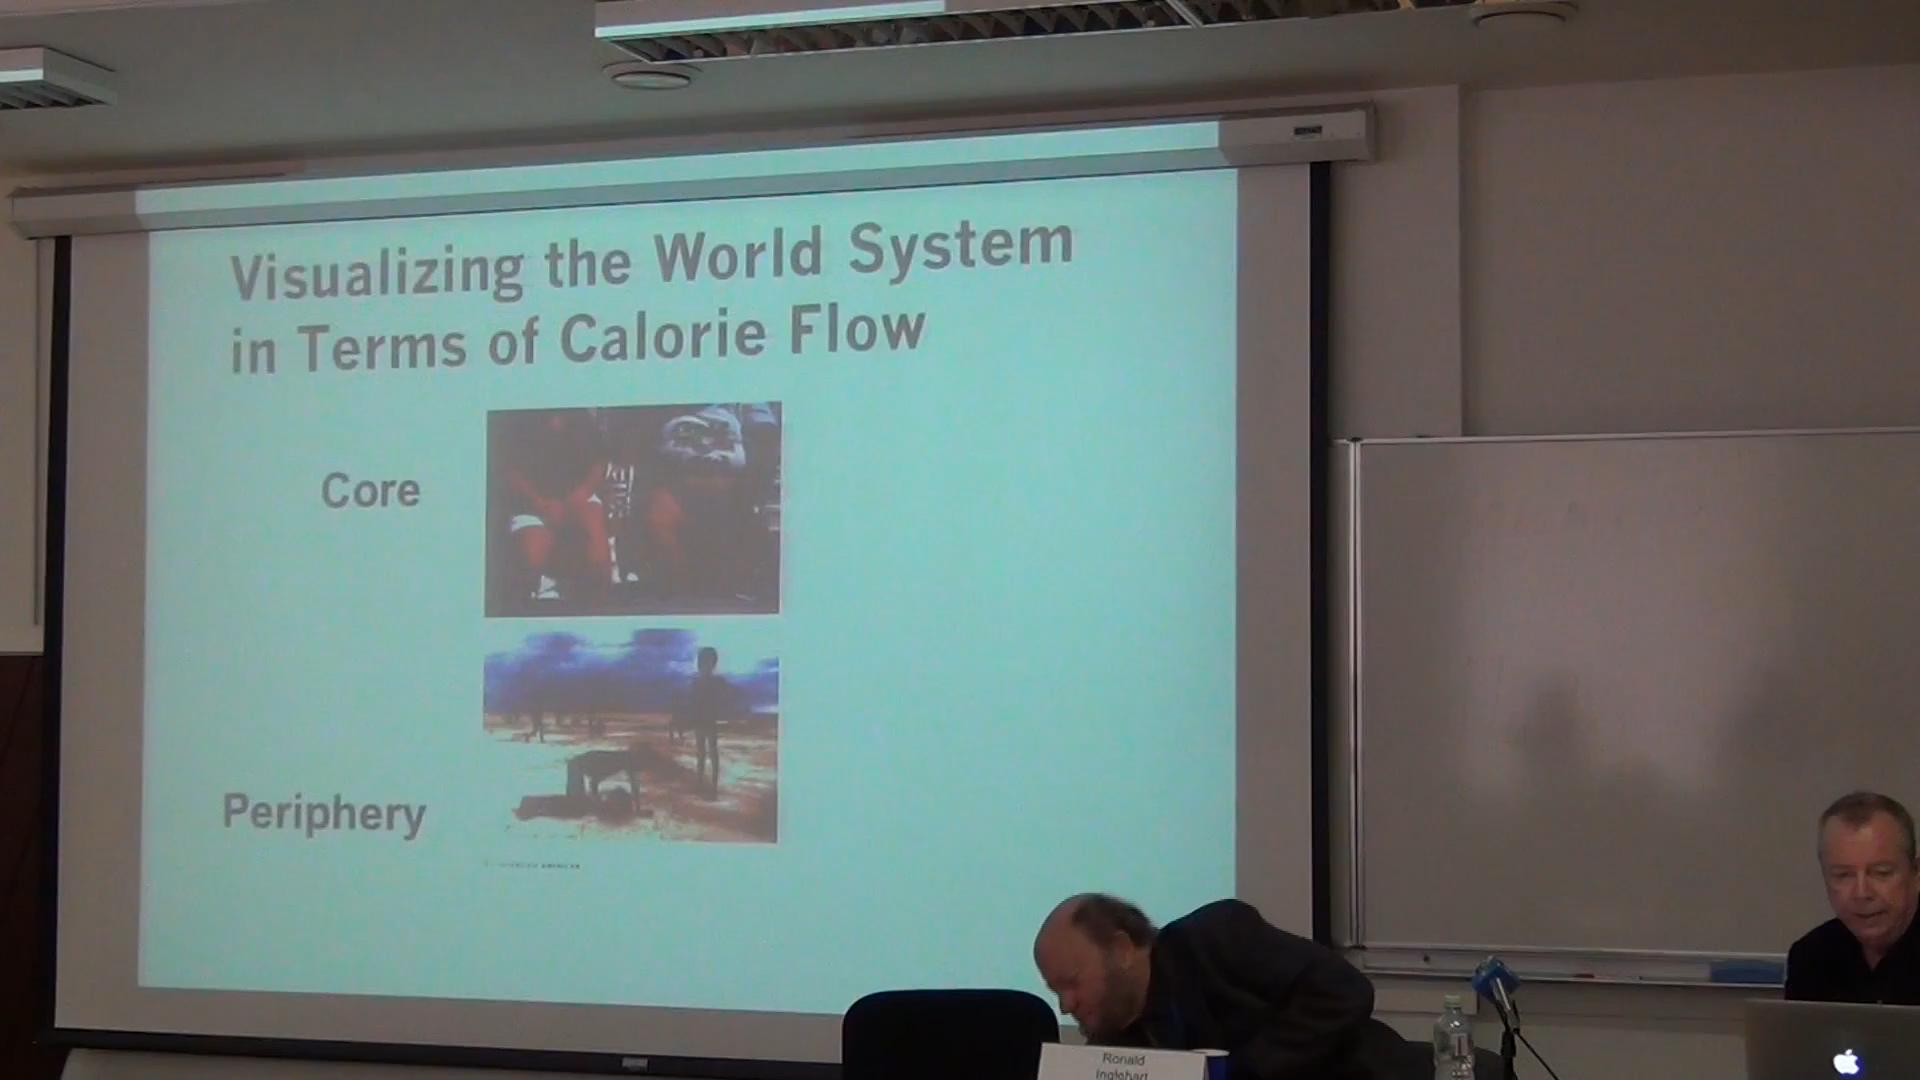 Visualizing the World System
in Terms of Calorie Flow
Core
Periphery
Ronald
Inglehart